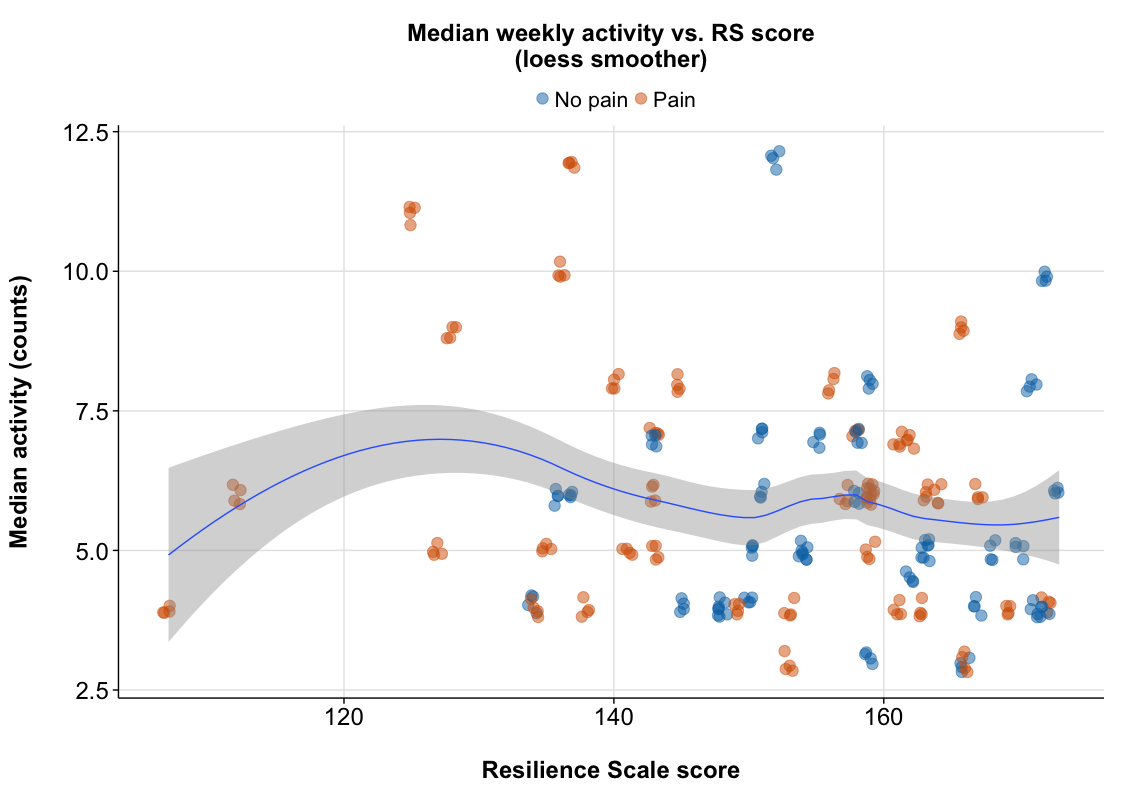 Median weekly activity vs. RS score
(loess smoother)
No pain Pain
12.5
10.0
7.5
5.0
2.5
Median activity (counts)
120 140 160
Resilience Scale score